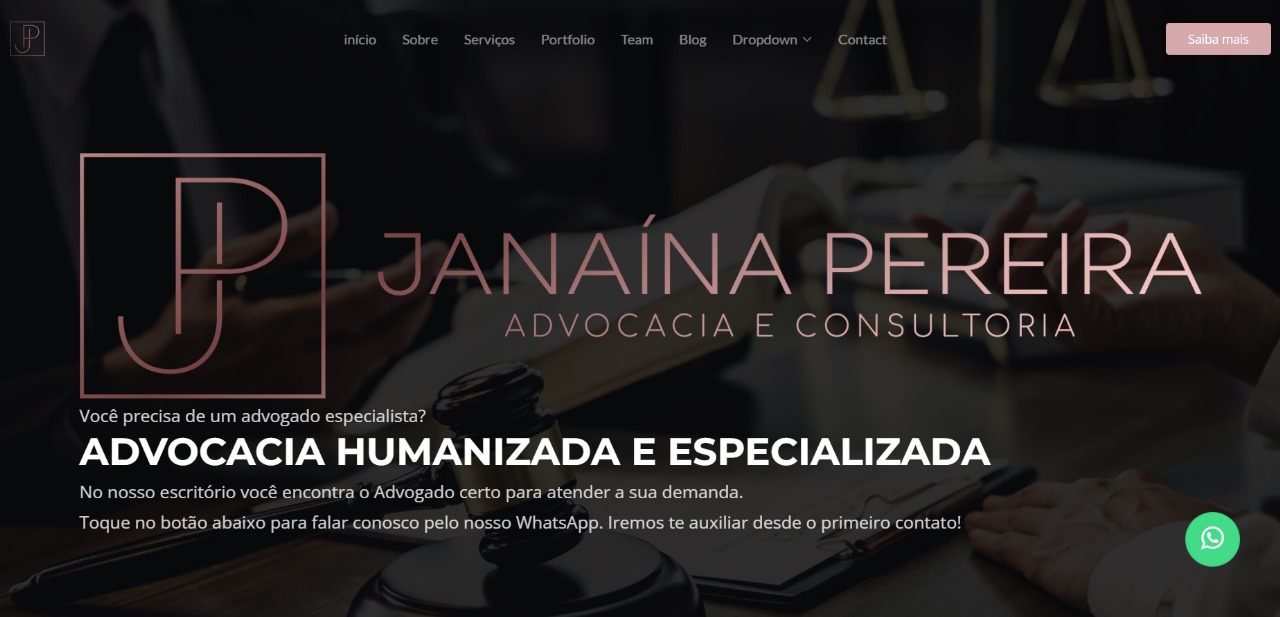 JP
início Sobre Serviços Portfolio Team Blog Dropdown Contact Saiba mais
JP
JANAÍNA PEREIRA
ADVOCACIA E CONSULTORIA
Você precisa de um advogado especialista?
ADVOCACIA HUMANIZADA E ESPECIALIZADA
No nosso escritório você encontra o Advogado certo para atender a sua demanda.
Toque no botão abaixo para falar conosco pelo nosso WhatsApp. Iremos te auxiliar desde o primeiro contato!